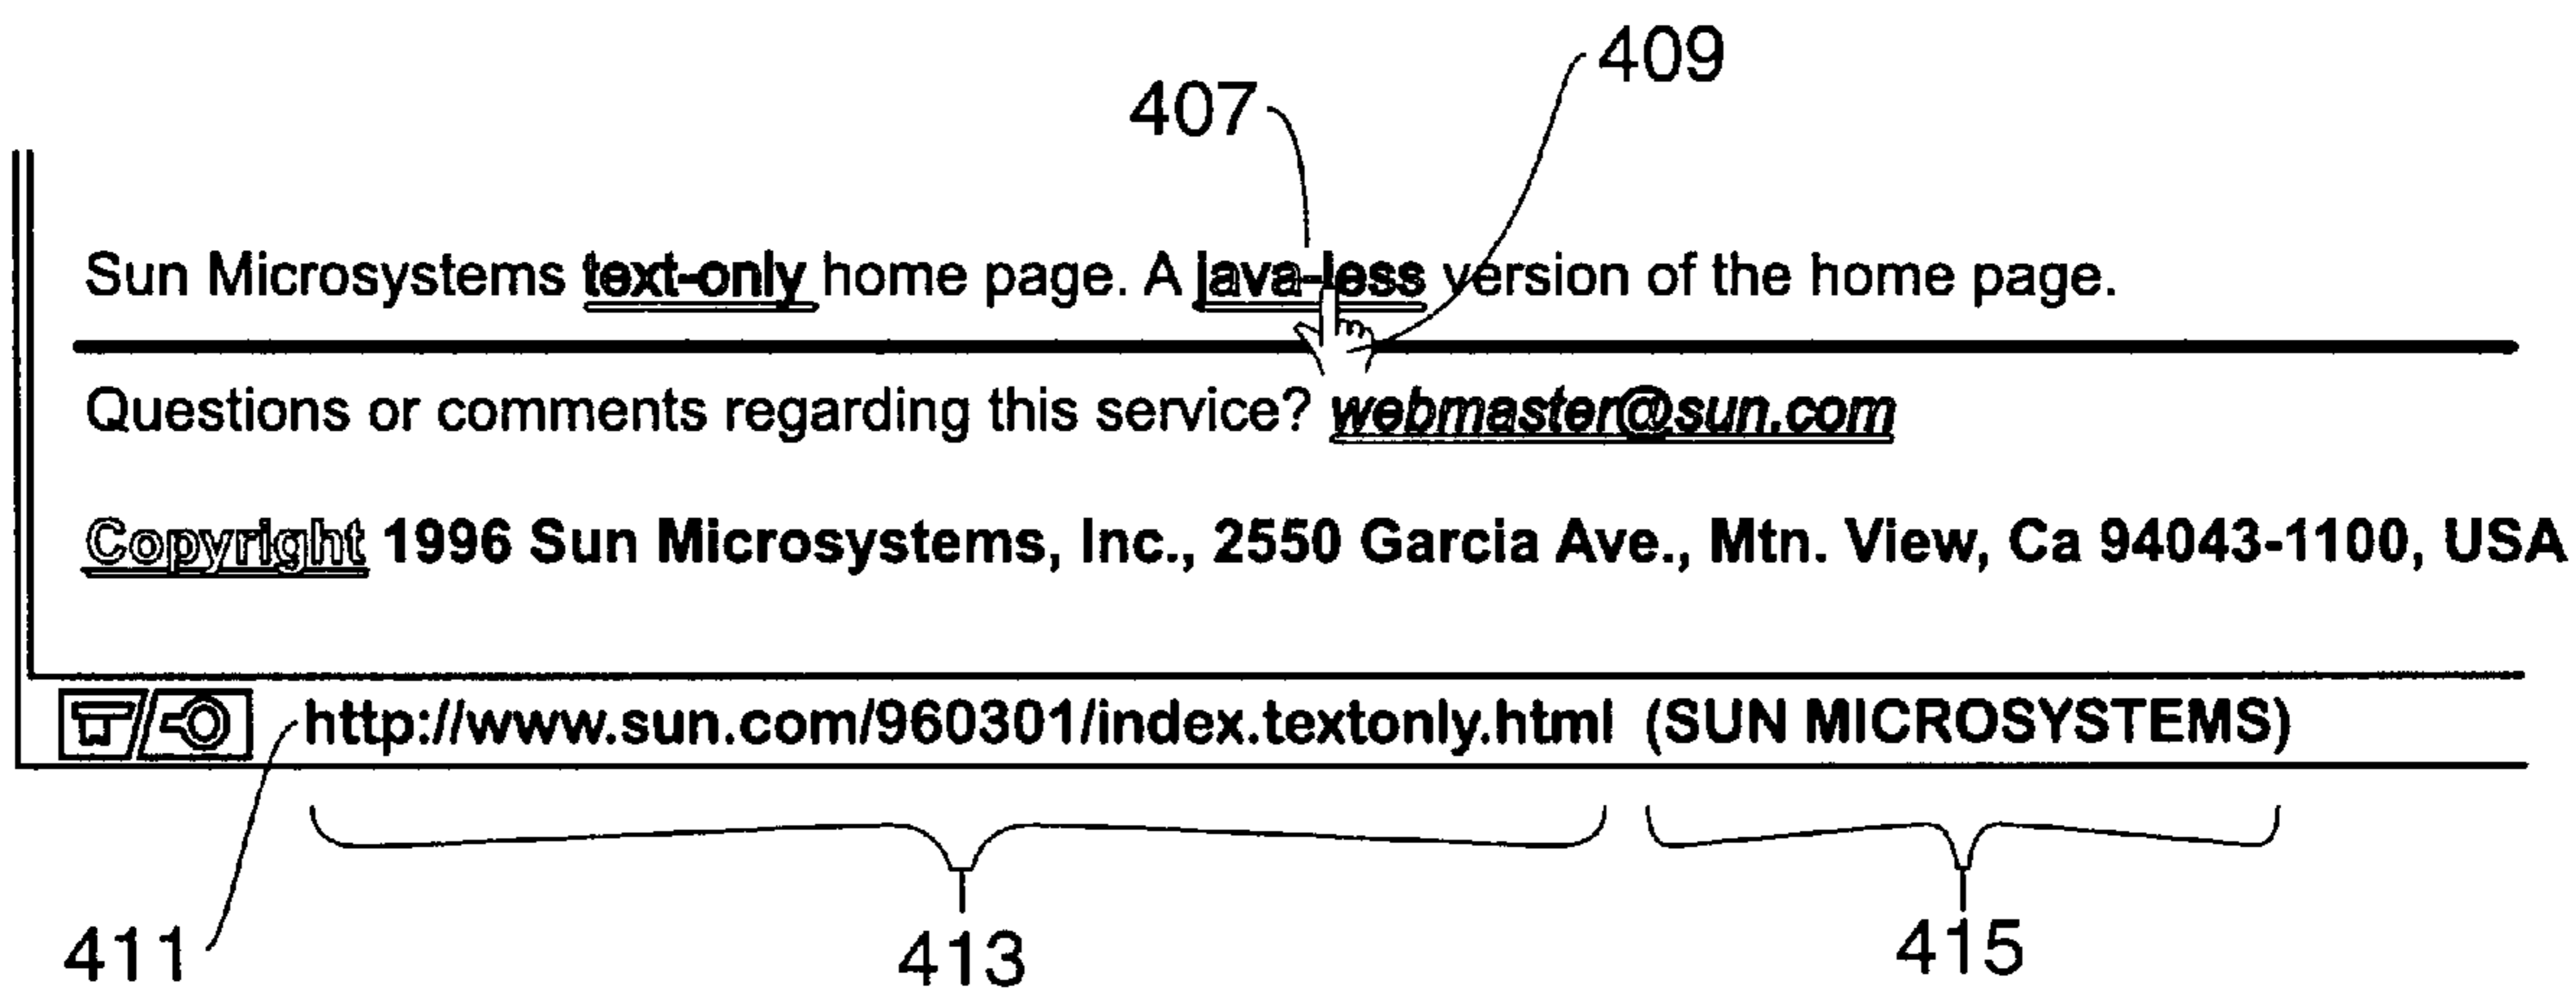 409
407
Sun Microsystems text-only home page. A java-less version of the home page.
Questions or comments regarding this service? webmaster@sun.com
Copyright 1996 Sun Microsystems, Inc., 2550 Garcia Ave., Mtn. View, Ca 94043-1100, USA
http://www.sun.com/960301/index.textonly.html (SUN MICROSYSTEMS)
411
413
415